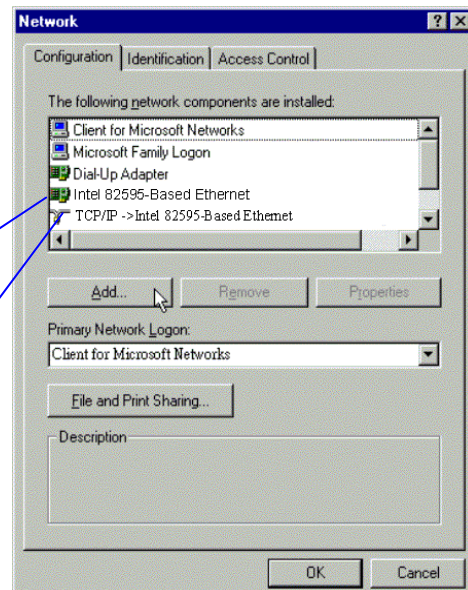 Network
Configuration Identification Access Control
The following network components are installed:
Client for Microsoft Networks
Microsoft Family Logon
Dial-Up Adapter
Intel 82595-Based Ethernet
TCP/IP ->Intel 82595-Based Ethernet
Add... Remove Properties
Primary Network Logon:
Client for Microsoft Networks
File and Print Sharing...
Description
OK Cancel